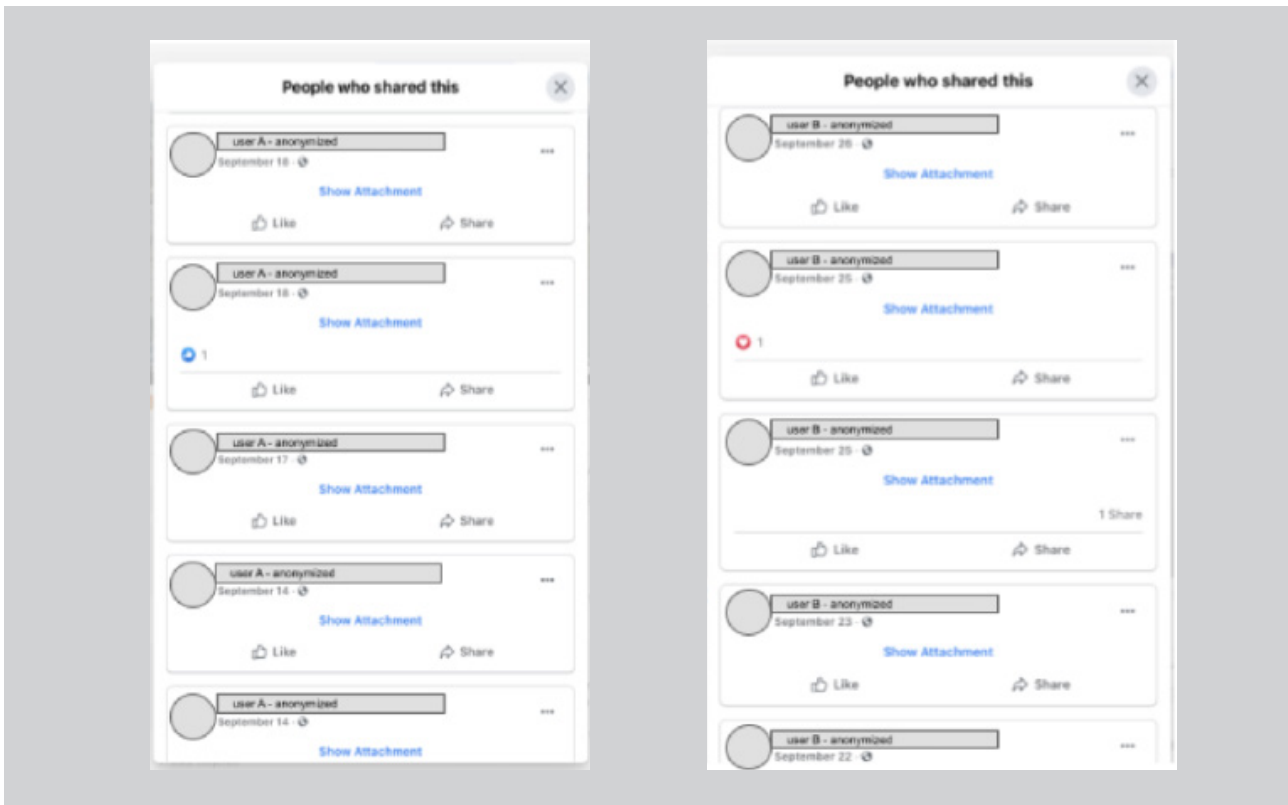 People who shared this
user A - anonymized
September 18
Show Attachment
Like Share
user A - anonymized
September 18
Show Attachment
1
Like Share
user A - anonymized
September 17
Show Attachment
Like Share
user A - anonymized
September 14
Show Attachment
Like Share
user A - anonymized
September 14
Show Attachment
People who shared this
user B - anonymized
September 26
Show Attachment
Like Share
user B - anonymized
September 25
Show Attachment
1
Like Share
user B - anonymized
September 25
Show Attachment
1 Share
Like Share
user B - anonymized
September 23
Show Attachment
Like Share
user B - anonymized
September 22